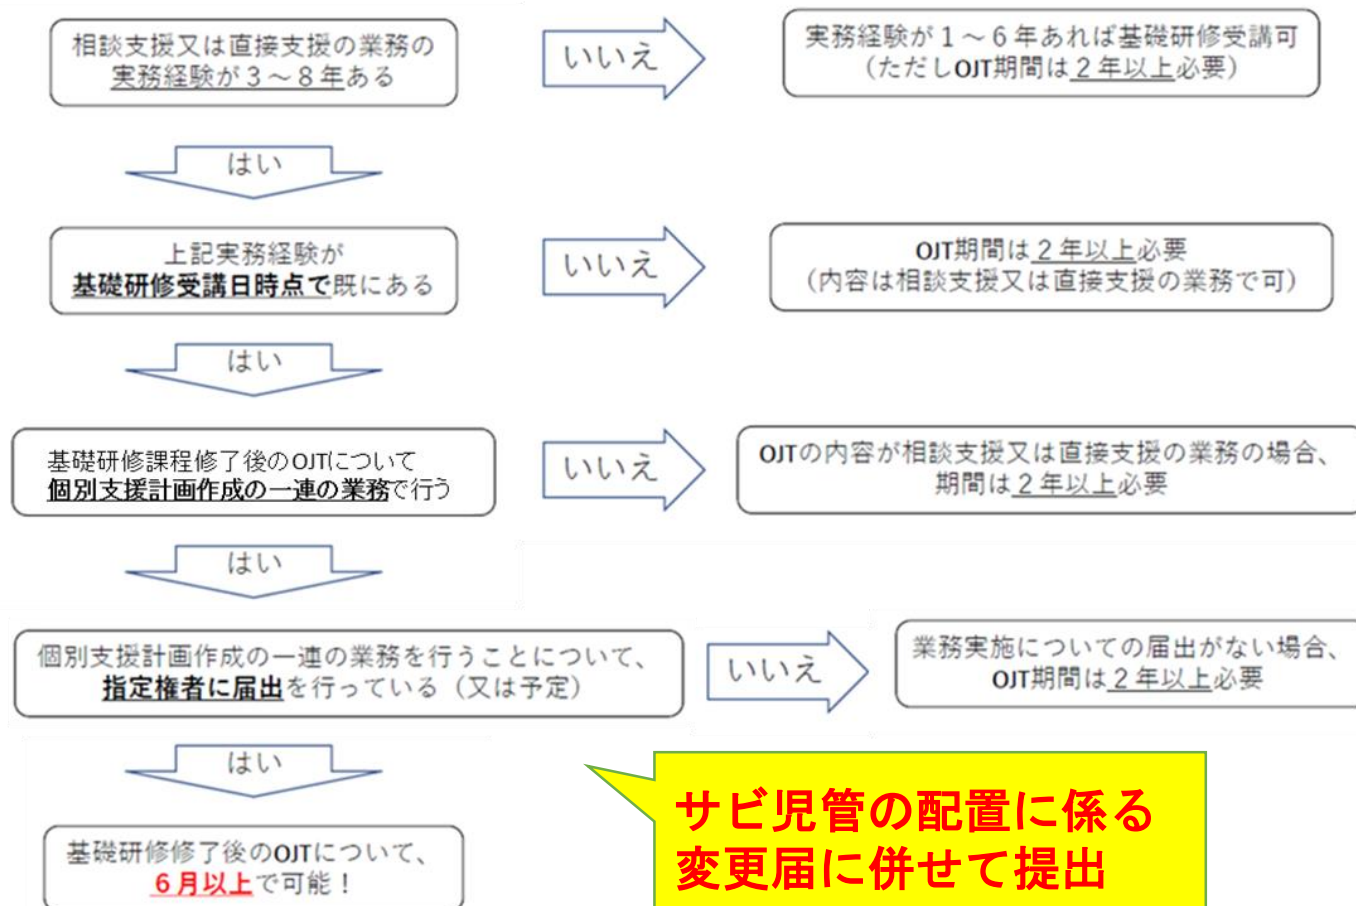 相談支援又は直接支援の業務の
実務経験が３～８年ある
いいえ
実務経験が１～６年あれば基礎研修受講可
（ただしOJT期間は２年以上必要）
はい
上記実務経験が
基礎研修受講日時点で既にある
いいえ
OJT期間は２年以上必要
（内容は相談支援又は直接支援の業務で可）
はい
基礎研修課程修了後のOJTについて
個別支援計画作成の一連の業務で行う
いいえ
OJTの内容が相談支援又は直接支援の業務の場合、
期間は２年以上必要
はい
個別支援計画作成の一連の業務を行うことについて、
指定権者に届出を行っている（又は予定）
いいえ
業務実施についての届出がない場合、
OJT期間は２年以上必要
はい
サビ児管の配置に係る
変更届に併せて提出
基礎研修修了後のOJTについて、
６月以上で可能！